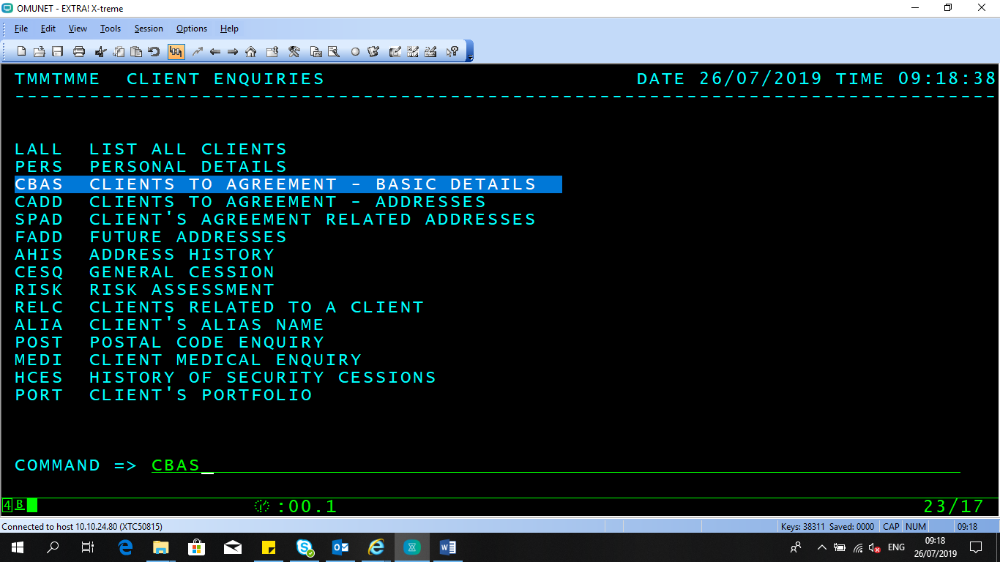 OMUNET - EXTRA! X-treme
File Edit View Tools Session Options Help
TMMTMME CLIENT ENQUIRIES DATE 26/07/2019 TIME 09:18:38
--------------------------------------------------------------------------------
LALL LIST ALL CLIENTS
PERS PERSONAL DETAILS
CBAS CLIENTS TO AGREEMENT - BASIC DETAILS
CADD CLIENTS TO AGREEMENT - ADDRESSES
SPAD CLIENT'S AGREEMENT RELATED ADDRESSES
FADD FUTURE ADDRESSES
AHIS ADDRESS HISTORY
CESQ GENERAL CESSION
RISK RISK ASSESSMENT
RELC CLIENTS RELATED TO A CLIENT
ALIA CLIENT'S ALIAS NAME
POST POSTAL CODE ENQUIRY
MEDI CLIENT MEDICAL ENQUIRY
HCES HISTORY OF SECURITY CESSIONS
PORT CLIENT'S PORTFOLIO
COMMAND => CBAS_
4 B :00.1 23/17
Connected to host 10.10.24.80 (XTC50815) Keys: 38311 Saved: 0000 CAP NUM 09:18
ENG 09:18
26/07/2019